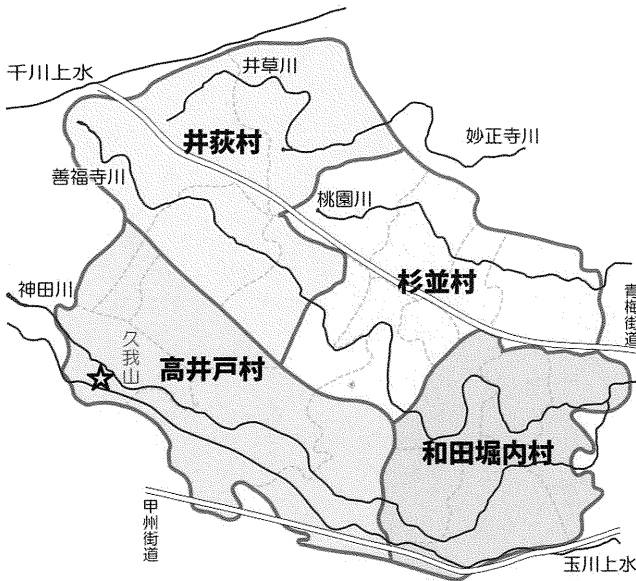 千川上水
井草川
井荻村
妙正寺川
善福寺川
桃園川
杉並村
神田川
青梅街道
久我山
高井戸村
和田堀内村
甲州街道
玉川上水